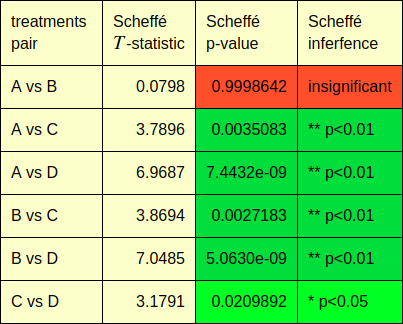 treatments pair Scheffé T-statistic Scheffé p-value Scheffé inferfence
A vs B 0.0798 0.9998642 insignificant
A vs C 3.7896 0.0035083 ** p<0.01
A vs D 6.9687 7.4432e-09 ** p<0.01
B vs C 3.8694 0.0027183 ** p<0.01
B vs D 7.0485 5.0630e-09 ** p<0.01
C vs D 3.1791 0.0209892 * p<0.05